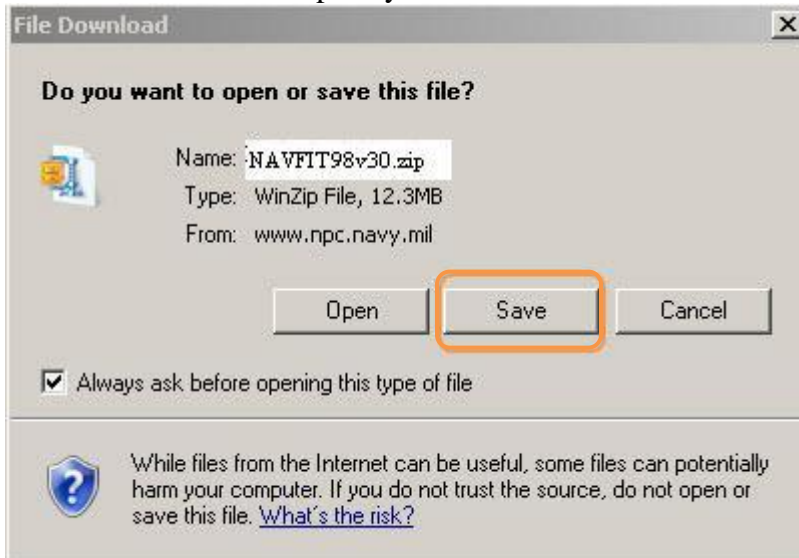 File Download
Do you want to open or save this file?
Name: NAVFIT98v30.zip
Type: WinZip File, 12.3MB
From: www.npc.navy.mil
Open Save Cancel
Always ask before opening this type of file
While files from the Internet can be useful, some files can potentially
harm your computer. If you do not trust the source, do not open or
save this file. What's the risk?